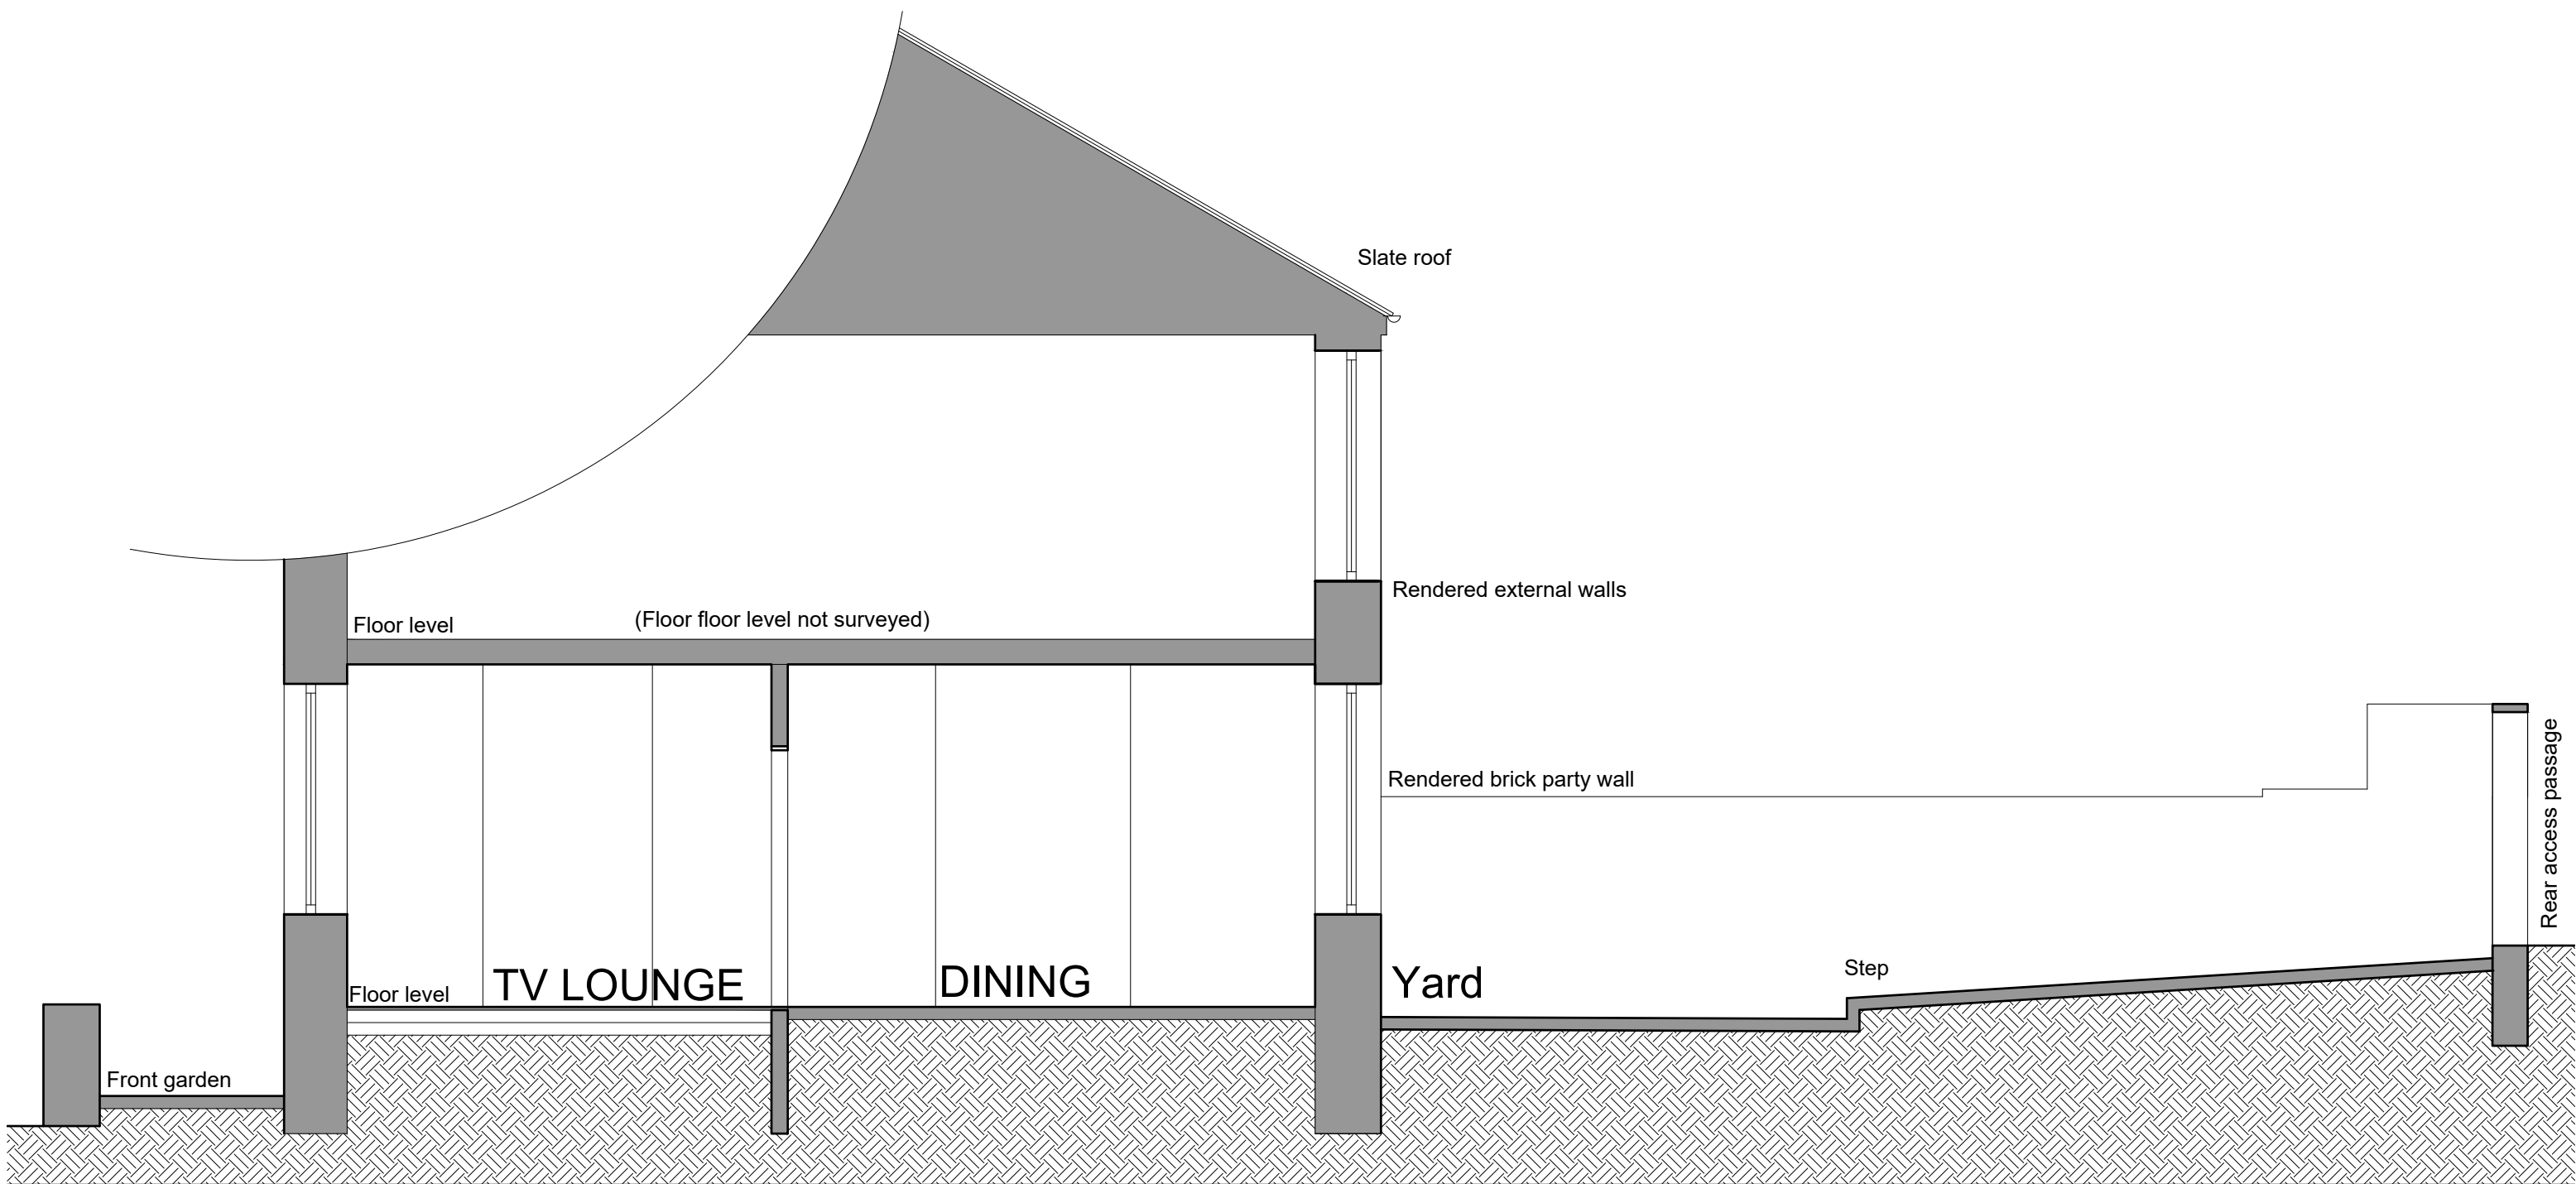 Slate roof
Rendered external walls
Floor level
(Floor floor level not surveyed)
Rendered brick party wall
Rear access passage
Floor level
TV LOUNGE
DINING
Yard
Step
Front garden